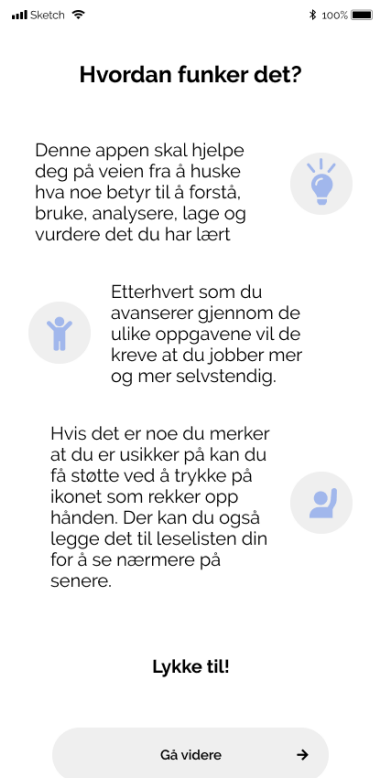 Sketch
100%
Hvordan funker det?
Denne appen skal hjelpe
deg på veien fra å huske
hva noe betyr til å forstå,
bruke, analysere, lage og
vurdere det du har lært
Etterhvert som du
avanserer gjennom de
ulike oppgavene vil de
kreve at du jobber mer
og mer selvstendig.
Hvis det er noe du merker
at du er usikker på kan du
få støtte ved å trykke på
ikonet som rekker opp
hånden. Der kan du også
legge det til leselisten din
for å se nærmere på
senere.
Lykke til!
Gå videre